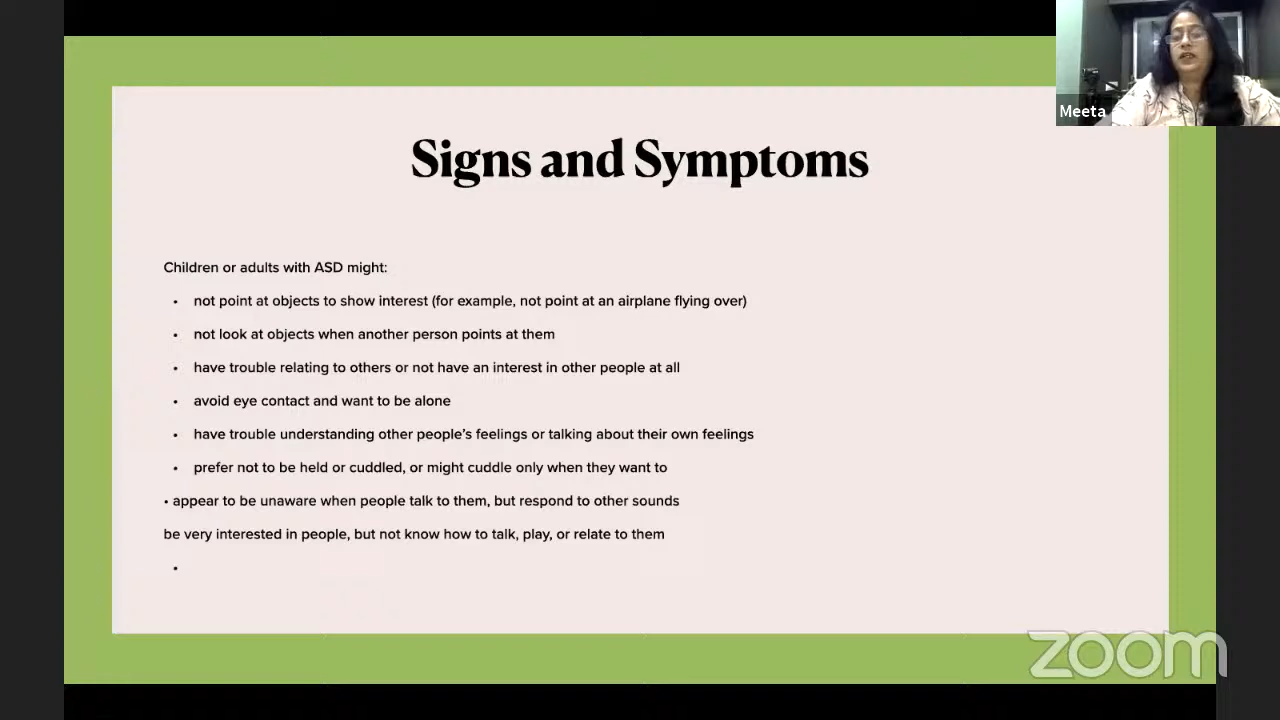 Meeta
Signs and Symptoms
Children or adults with ASD might:
• not point at objects to show interest (for example, not point at an airplane flying over)
• not look at objects when another person points at them
• have trouble relating to others or not have an interest in other people at all
• avoid eye contact and want to be alone
• have trouble understanding other people’s feelings or talking about their own feelings
• prefer not to be held or cuddled, or might cuddle only when they want to
• appear to be unaware when people talk to them, but respond to other sounds
be very interested in people, but not know how to talk, play, or relate to them
•
zoom